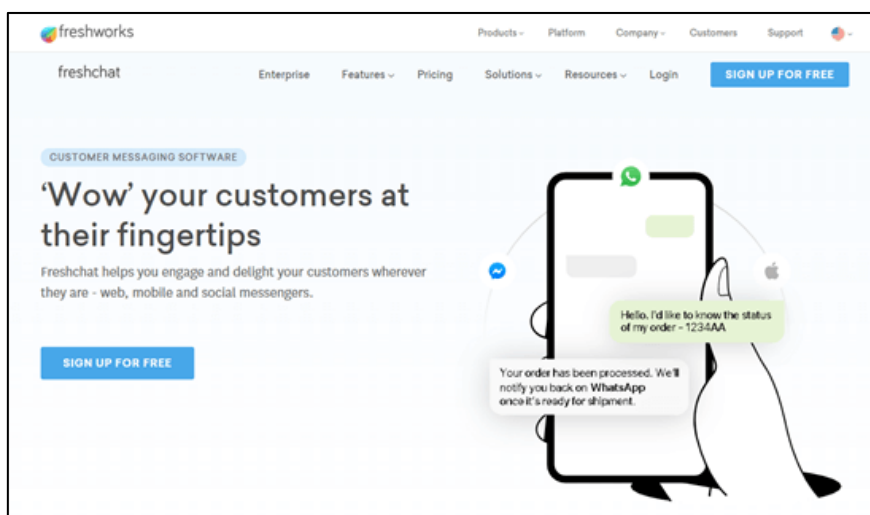 freshworks
Products
Platform
Company
Customers
Support
freshchat
Enterprise
Features
Pricing
Solutions
Resources
Login
SIGN UP FOR FREE
CUSTOMER MESSAGING SOFTWARE
‘Wow’ your customers at
their fingertips
Freshchat helps you engage and delight your customers wherever
they are - web, mobile and social messengers.
SIGN UP FOR FREE
Hello, I'd like to know the status
of my order - 1234AA
Your order has been processed. We'll
notify you back on WhatsApp
once it's ready for shipment.